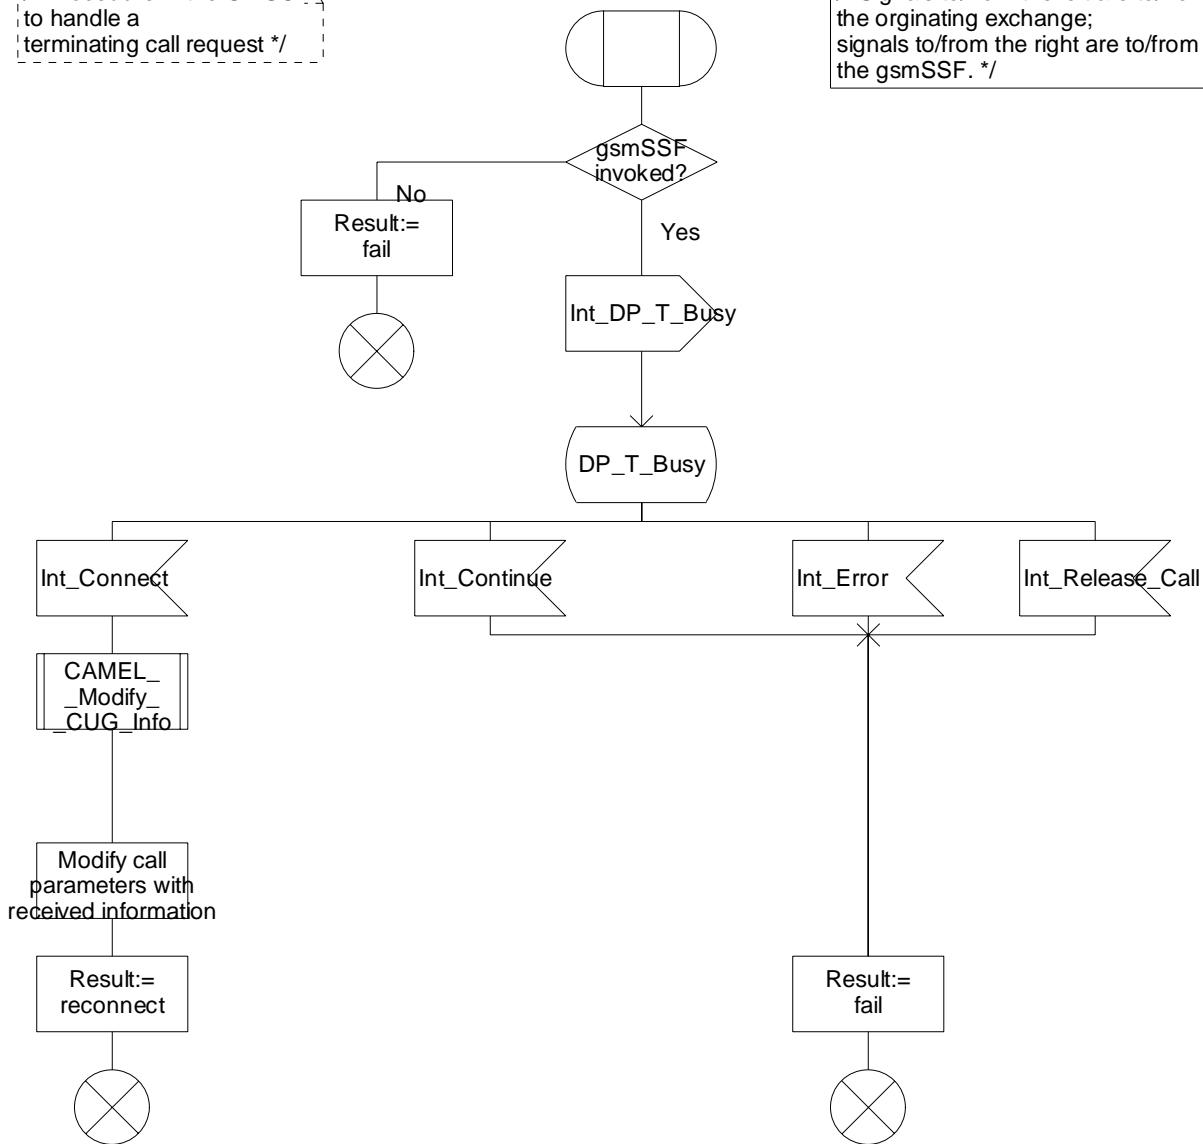 to handle a
terminating call request */
the orginating exchange;
signals to/from the right are to/from
the gsmSSF. */
gsmSSF
invoked?
No
Yes
Result:=
fail
Int_DP_T_Busy
DP_T_Busy
Int_Connect
Int_Continue
Int_Error
Int_Release_Call
CAMEL_
_Modify_
_CUG_Info
Modify call
parameters with
received information
Result:=
reconnect
Result:=
fail